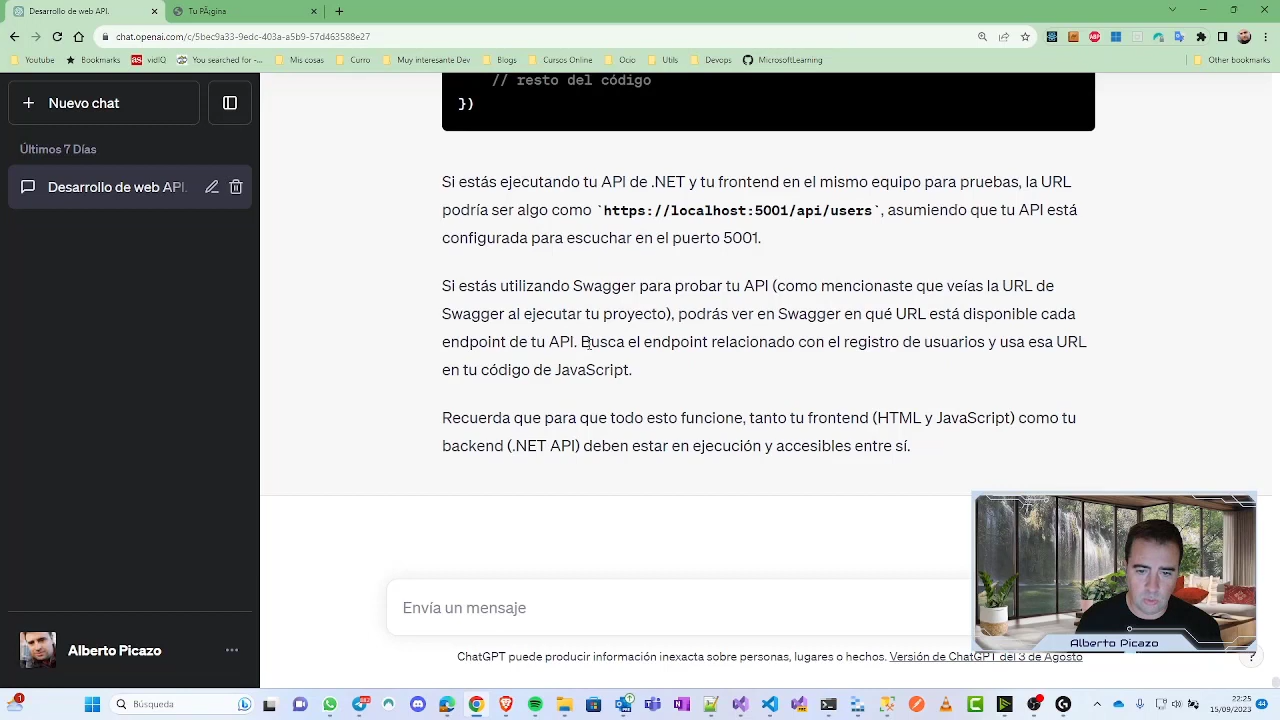 Desarrollo de web API.
Tu Página
chat.openai.com/c/5bec9a33-9edc-403a-a5b9-57d463588e27
Youtube
Bookmarks
vidIQ
You searched for -...
Mis cosas
Curro
Muy interesante Dev
Blogs
Cursos Online
Ocio
Utils
Devops
MicrosoftLearning
Other bookmarks
Nuevo chat
Últimos 7 Días
Desarrollo de web API.
// resto del código
})
Si estás ejecutando tu API de .NET y tu frontend en el mismo equipo para pruebas, la URL
podría ser algo como `https://localhost:5001/api/users`, asumiendo que tu API está
configurada para escuchar en el puerto 5001.
Si estás utilizando Swagger para probar tu API (como mencionaste que veías la URL de
Swagger al ejecutar tu proyecto), podrás ver en Swagger en qué URL está disponible cada
endpoint de tu API. Busca el endpoint relacionado con el registro de usuarios y usa esa URL
en tu código de JavaScript.
Recuerda que para que todo esto funcione, tanto tu frontend (HTML y JavaScript) como tu
backend (.NET API) deben estar en ejecución y accesibles entre sí.
Envía un mensaje
Alberto Picazo
Alberto Picazo
ChatGPT puede producir información inexacta sobre personas, lugares o hechos. Versión de ChatGPT del 3 de Agosto
?
Búsqueda
22:25
15/09/2023